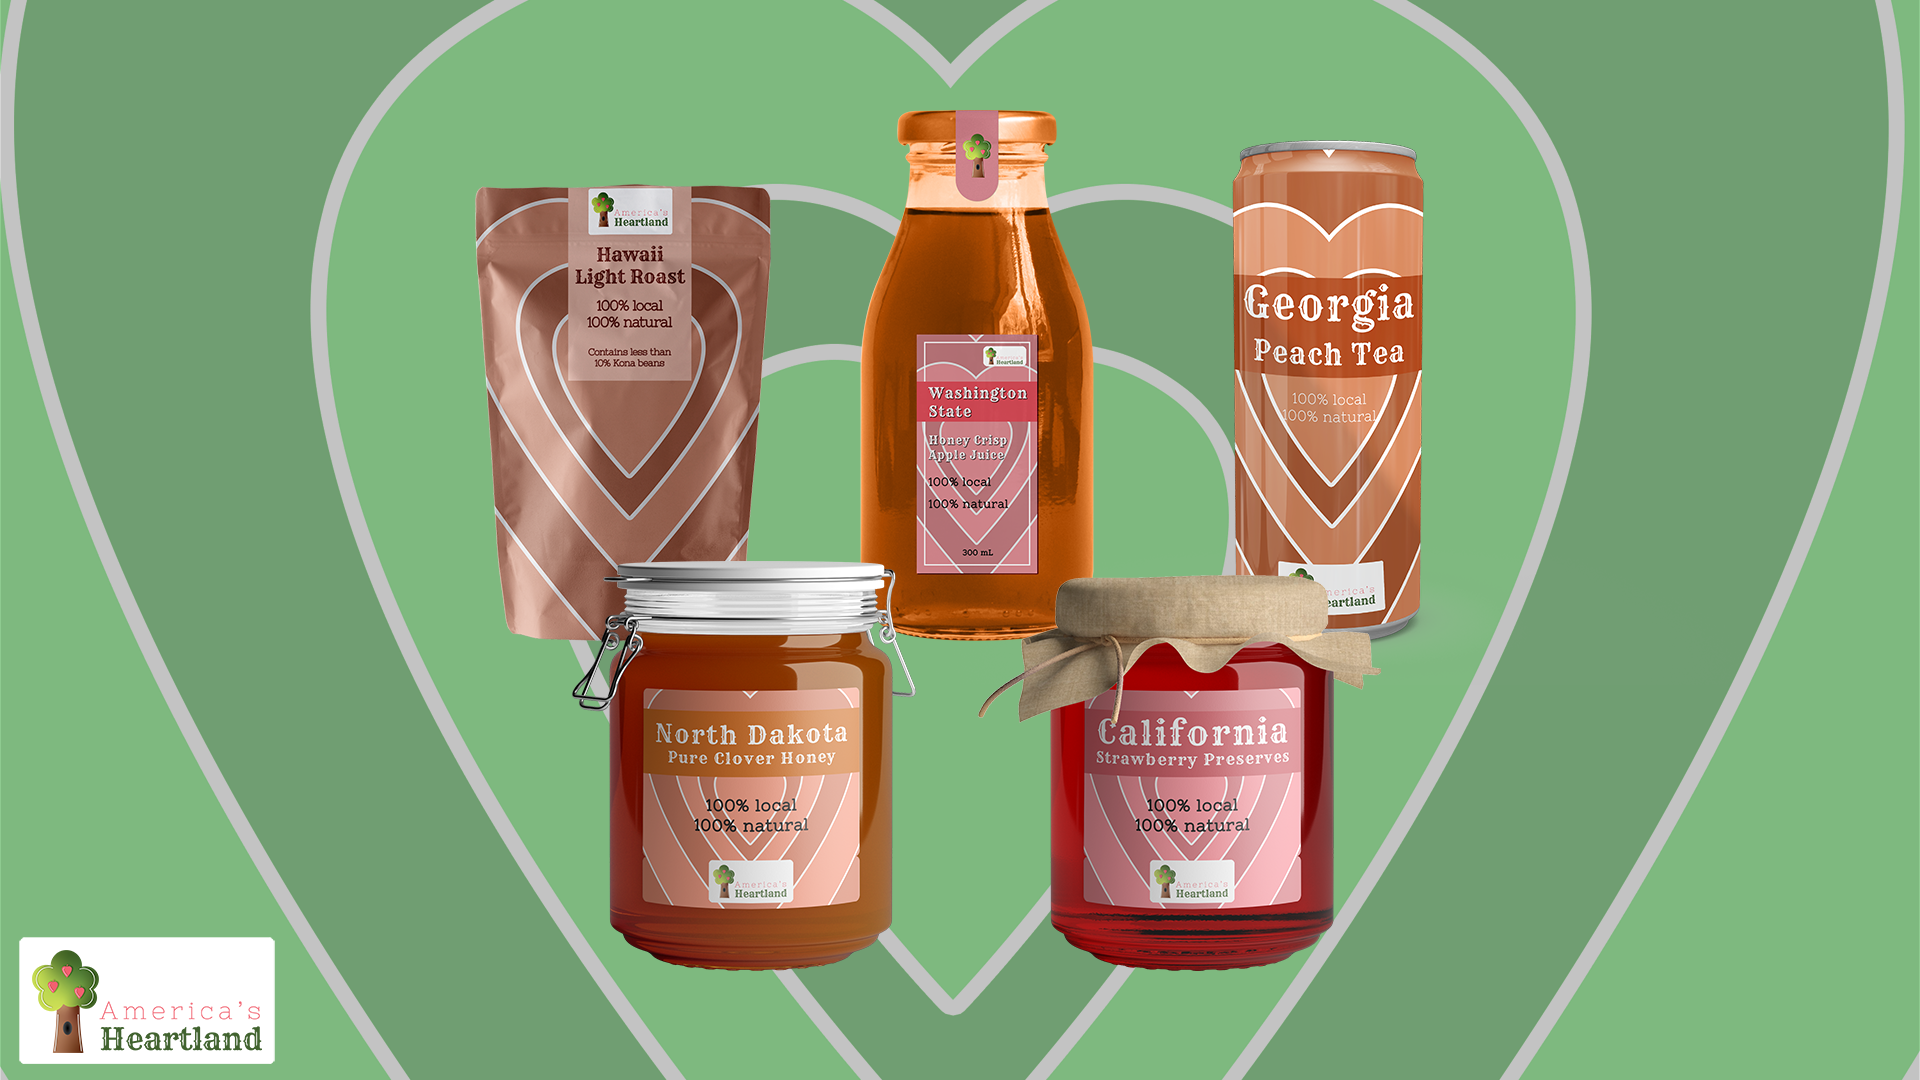 America's
Heartland
Hawaii
Light Roast
100% local
100% natural
Contains less than
10% Kona beans
America's
Heartland
Washington
State
Honey Crisp
Apple Juice
100% local
100% natural
300 mL
Georgia
Peach Tea
100% local
100% natural
North Dakota
Pure Clover Honey
100% local
100% natural
America's
Heartland
California
Strawberry Preserves
100% local
100% natural
America's
Heartland
America's
Heartland